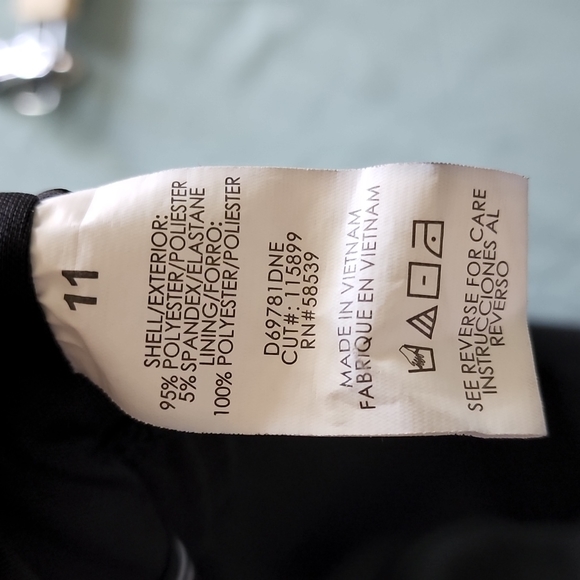 11
SHELL/EXTERIOR:
95% POLYESTER/POLIESTER
5% SPANDEX/ELASTANE
LINING/FORRO:
100% POLYESTER/POLIESTER
D69781DNE
CUT#: 115899
RN#58539
MADE IN VIETNAM
FABRIQUE EN VIETNAM
SEE REVERSE FOR CARE
INSTRUCCIONES AL
REVERSO